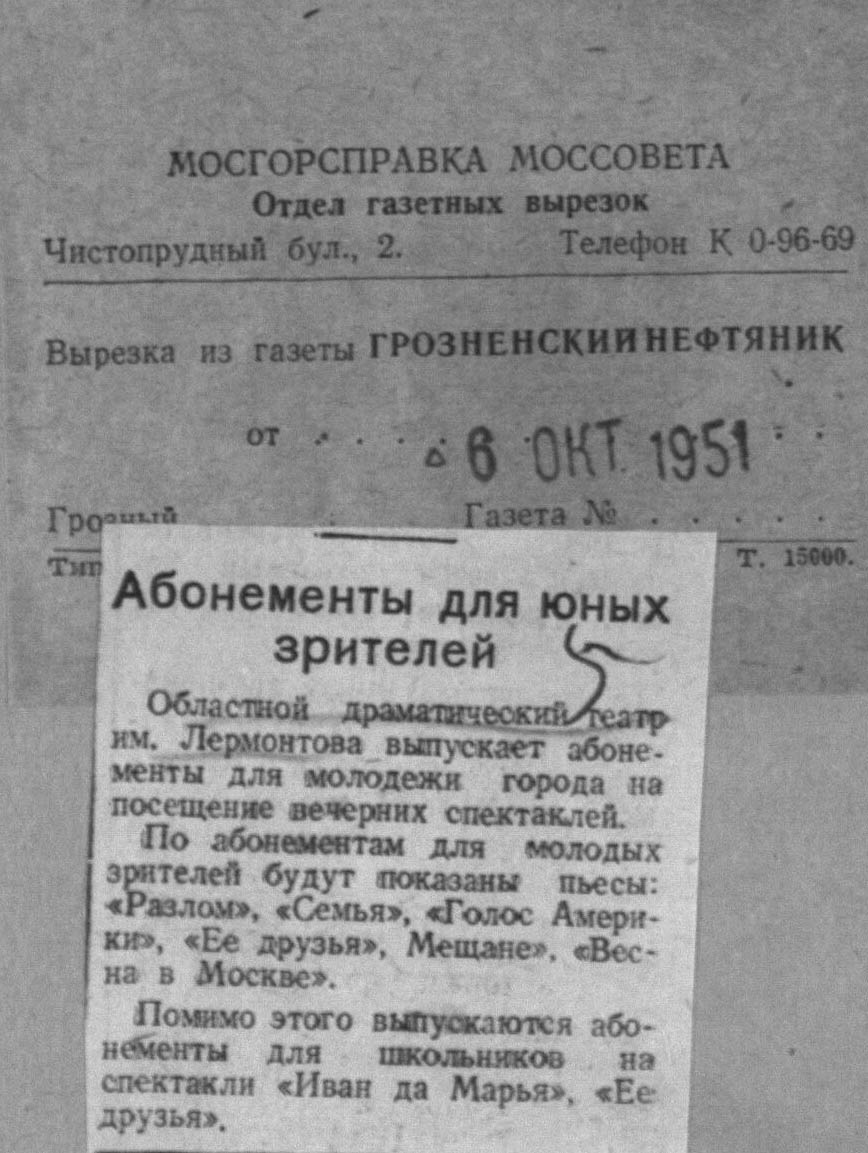 МОСГОРСПРАВКА МОССОВЕТА
Отдел газетных вырезок
Чистопрудный бул., 2. Телефон К 0-96-69
Вырезка из газеты ГРОЗНЕНСКИЙ НЕФТЯНИК
от . . . . 6 ОКТ. 1951 . .
Грозный Газета № . . . . .
Тип Т. 15000.
Абонементы для юных
зрителей
Областной драматический театр
им. Лермонтова выпускает абоне-
менты для молодежи города на
посещение вечерних спектаклей.
По абонементам для молодых
зрителей будут показаны пьесы:
«Разлом», «Семья», «Голос Амери-
ки», «Ее друзья», Мещане», «Вес-
на в Москве».
Помимо этого выпускаются або-
нементы для школьников на
спектакли «Иван да Марья», «Ее
друзья».